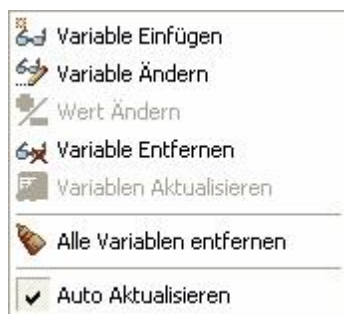 Variable Einfügen
Variable Ändern
Wert Ändern
Variable Entfernen
Variablen Aktualisieren
Alle Variablen entfernen
Auto Aktualisieren